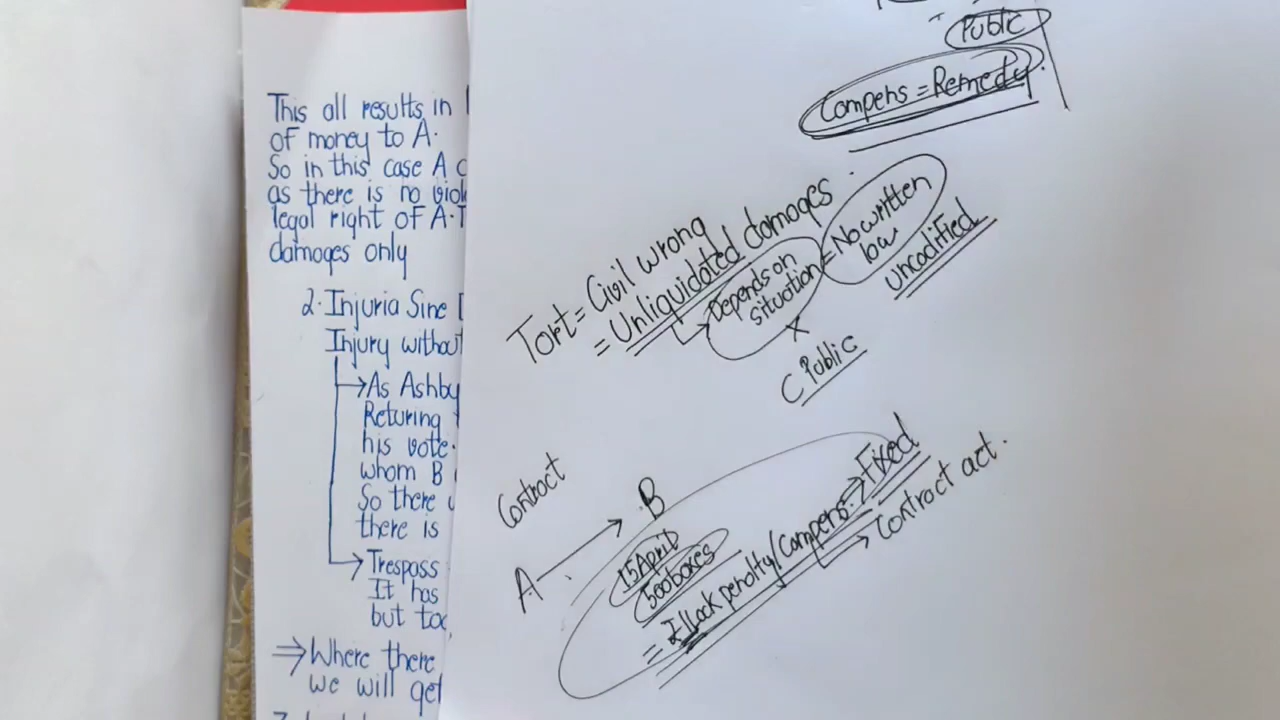 This all results in
of money to A.
So in this case A
as there is no
legal right of A.
damages only
2. Injuria Sine
Injury without
→ As Ashby
Returing
his vote.
whom B
So there
there is
→ Trespass
It has
but too
⇒ Where there
we will get
Public
Compens = Remedy.
Tort = Civil wrong
= Unliquidated damages
→ Depends on
situation
= No written
law
uncodified
x
C Public
Contract
A → B
15 April
500 boxes
= penalty/Compens. → Fixed
→ Contract act.